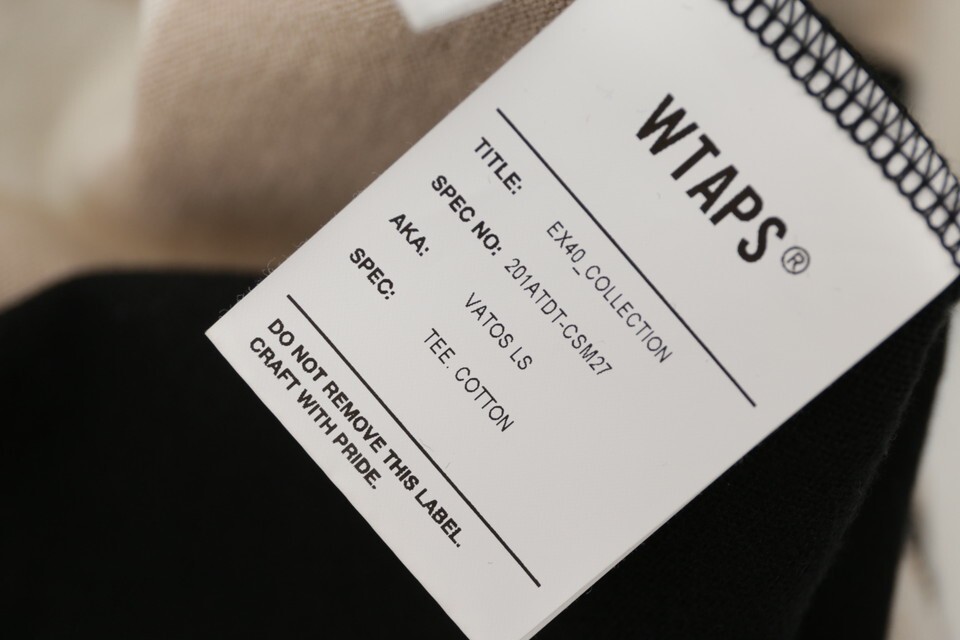 WTAPS®
TITLE: EX40_COLLECTION
SPEC NO: 201ATDT-CSM27
AKA: VATOS LS
SPEC: TEE. COTTON
DO NOT REMOVE THIS LABEL.
CRAFT WITH PRIDE.